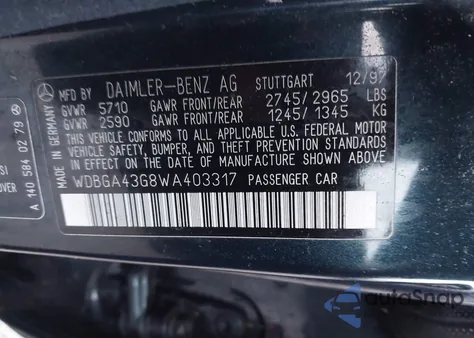 MADE IN GERMANY
BY DAIMLER-BENZ AG STUTTGART 12/97
GVWR 5710 GAWR FRONT/REAR 2745/2965 LBS
GVWR 2590 GAWR FRONT/REAR 1245/1345 KG
THIS VEHICLE CONFORMS TO ALL APPLICABLE U.S. FEDERAL MOTOR
VEHICLE SAFETY, BUMPER, AND THEFT PREVENTION STANDARDS
IN EFFECT ON THE DATE OF MANUFACTURE SHOWN ABOVE.
WDBGA43G8WA403317 PASSENGER CAR
A 140 584 02 79
SI
OVER
autoSnap